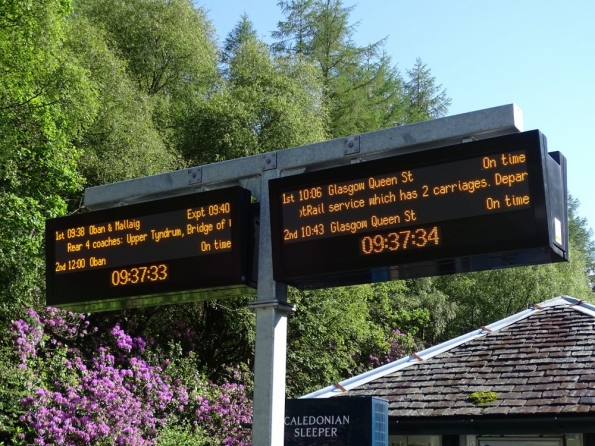 1st 09:38 Oban & Mallaig Expt 09:40
Rear 4 coaches: Upper Tyndrum, Bridge of
2nd 12:00 Oban On time
09:37:33
1st 10:06 Glasgow Queen St On time
otRail service which has 2 carriages. Depar
2nd 10:43 Glasgow Queen St On time
09:37:34
CALEDONIAN
SLEEPER